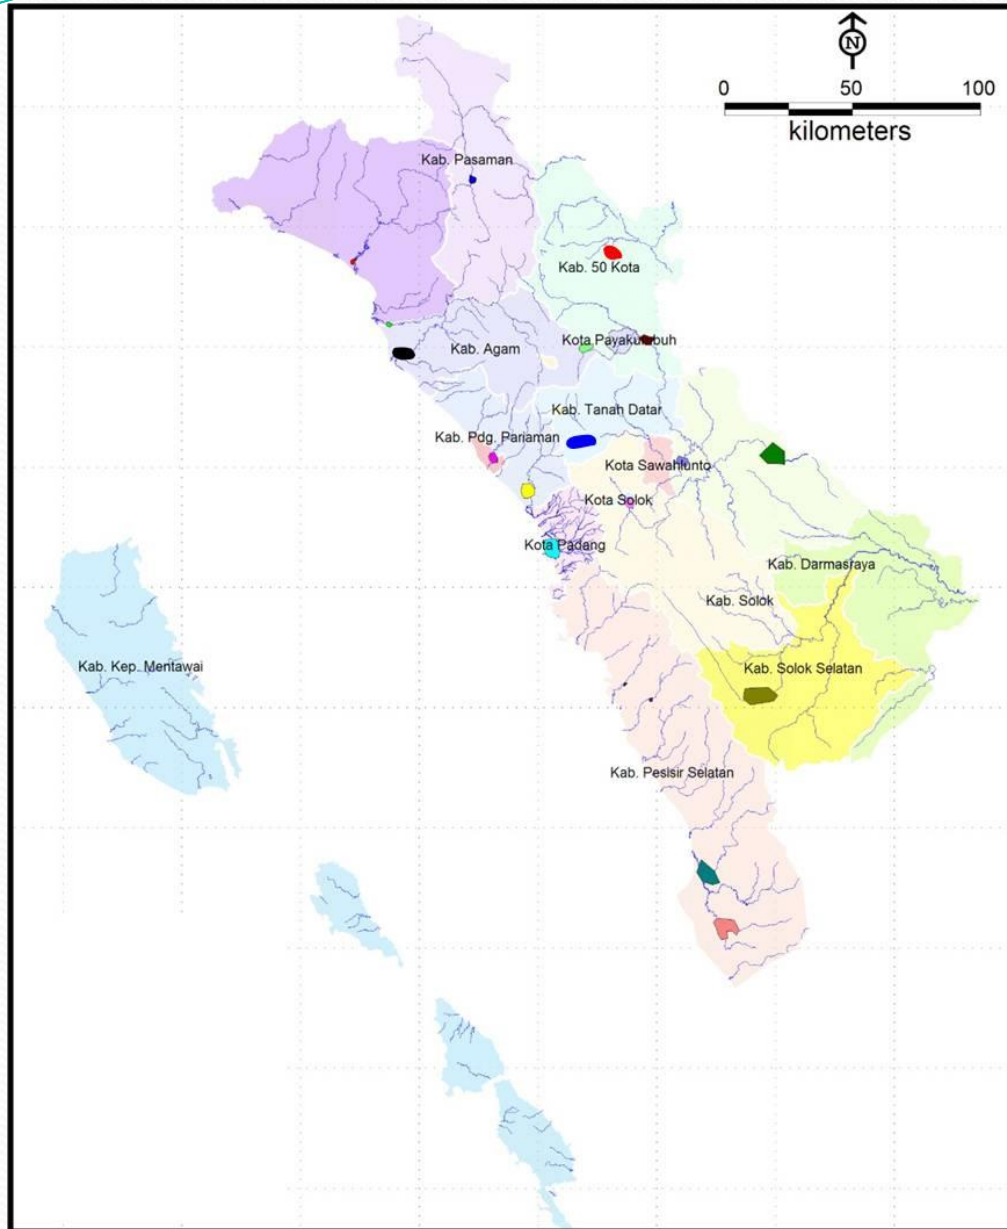 N
0 50 100
kilometers
Kab. Pasaman
Kab. 50 Kota
Kota Payakumbuh
Kab. Agam
Kab. Tanah Datar
Kab. Pdg. Pariaman
Kota Sawahlunto
Kota Solok
Kota Padang
Kab. Darmasraya
Kab. Solok
Kab. Kep. Mentawai
Kab. Solok Selatan
Kab. Pesisir Selatan